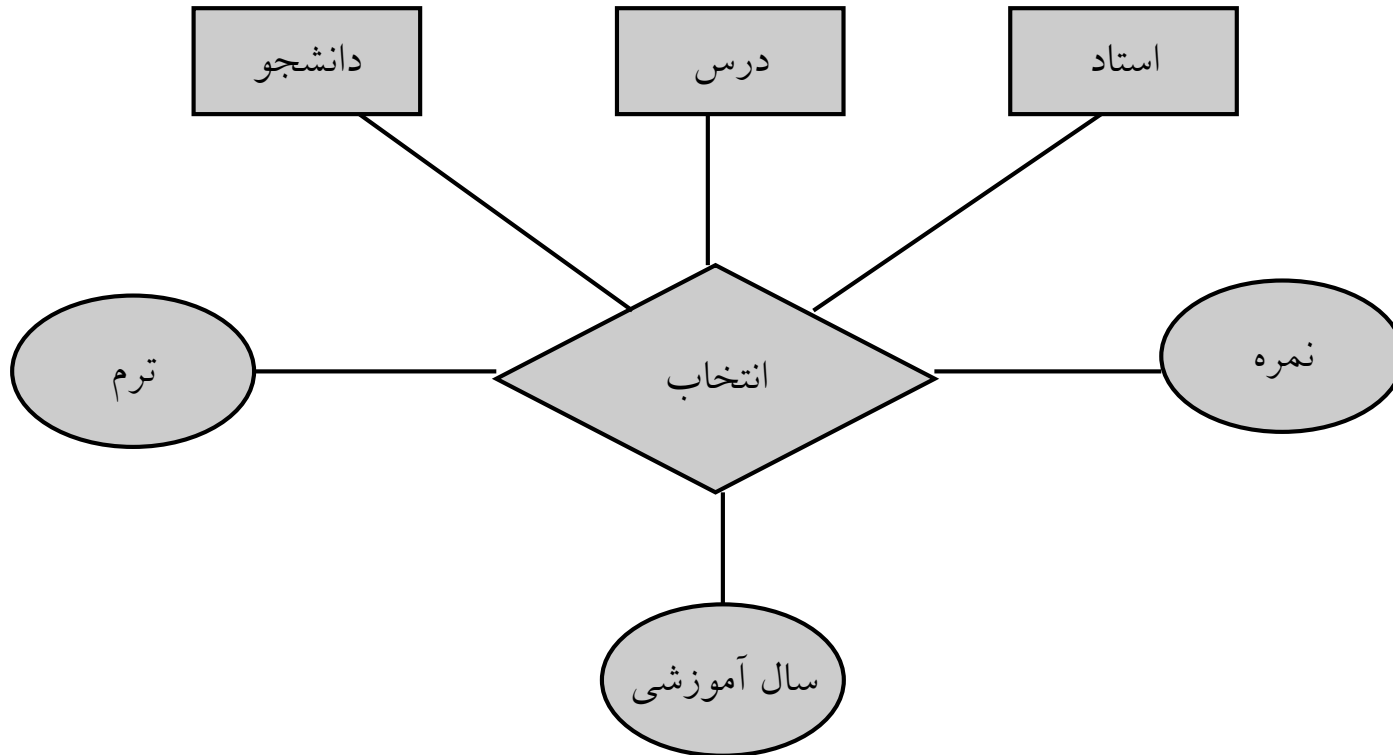 استاد
درس
دانشجو
نمره
انتخاب
ترم
سال آموزشی